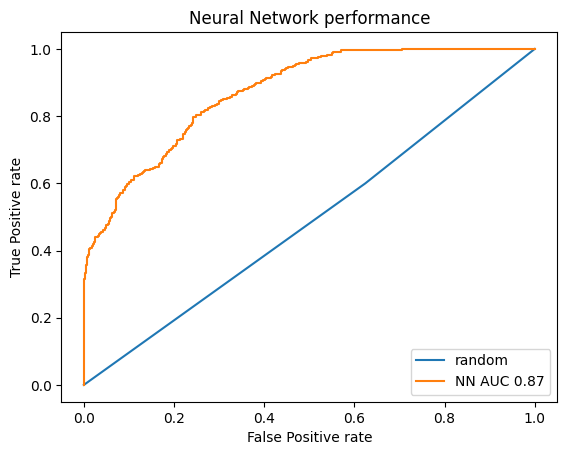 Neural Network performance
True Positive rate
1.0
0.8
0.6
0.4
0.2
0.0
random
NN AUC 0.87
0.0 0.2 0.4 0.6 0.8 1.0
False Positive rate